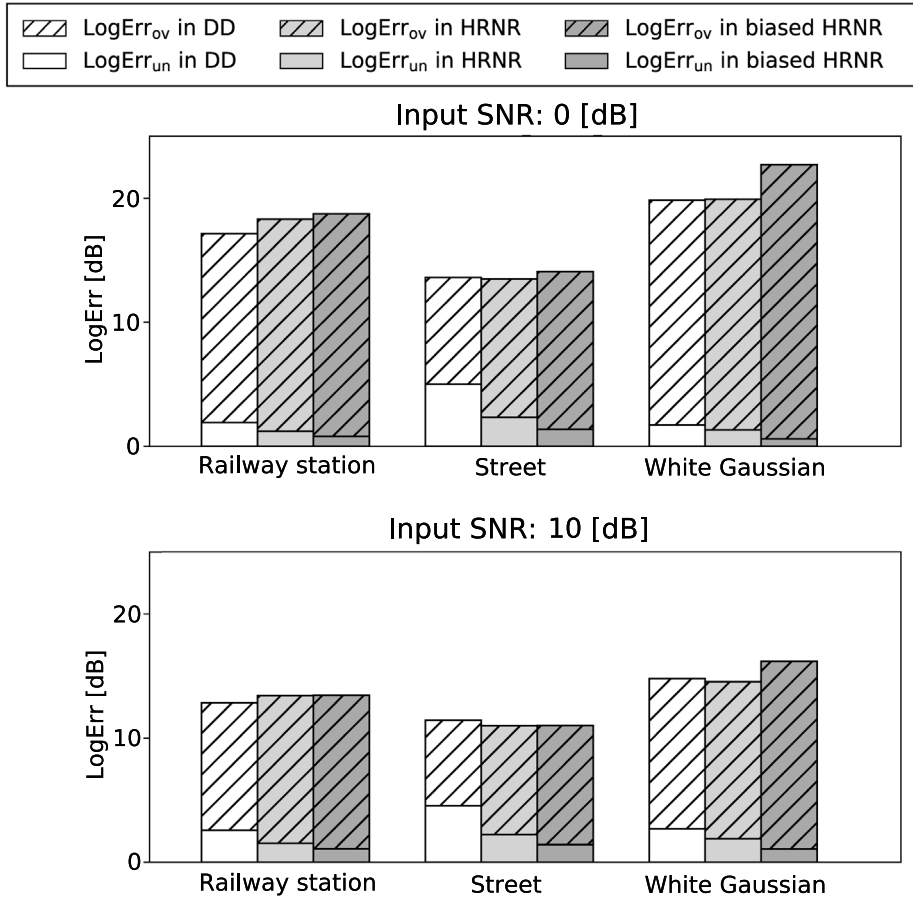 LogErr_ov in DD LogErr_ov in HRNR LogErr_ov in biased HRNR
LogErr_un in DD LogErr_un in HRNR LogErr_un in biased HRNR
Input SNR: 0 [dB]
LogErr [dB]
20
10
0
Railway station Street White Gaussian
Input SNR: 10 [dB]
LogErr [dB]
20
10
0
Railway station Street White Gaussian